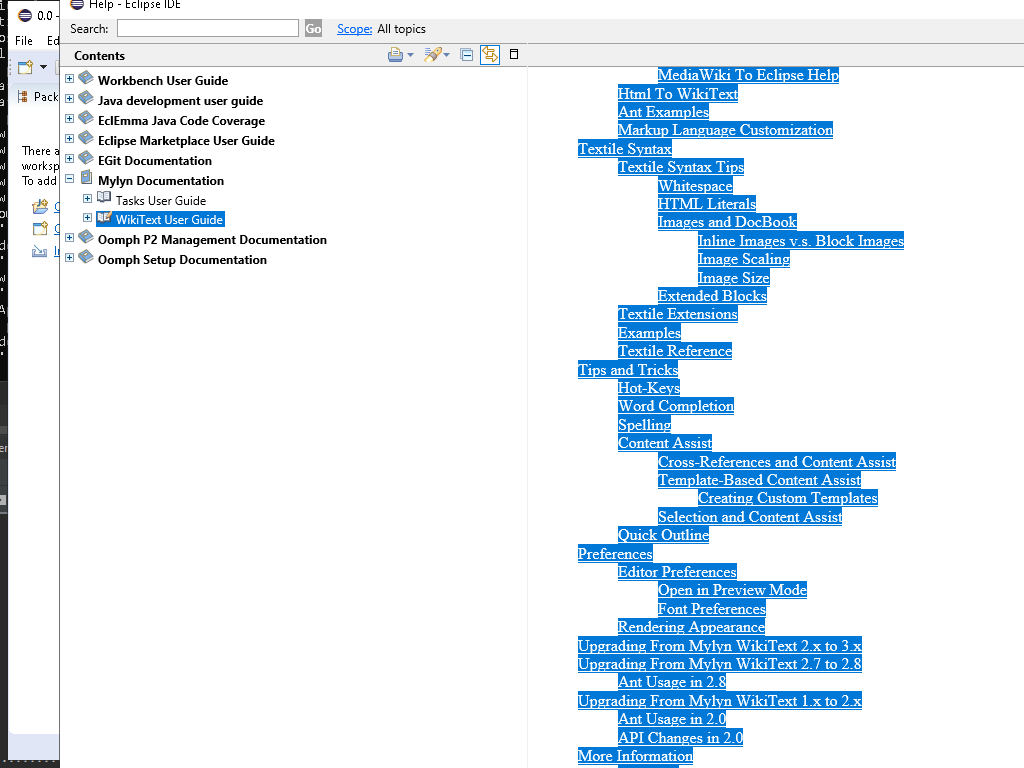 Help - Eclipse IDE
0.0 -
Search:
Go
Scope: All topics
File Ed
Contents
Pack
There a
worksp
To add
Workbench User Guide
Java development user guide
EclEmma Java Code Coverage
Eclipse Marketplace User Guide
EGit Documentation
Mylyn Documentation
Tasks User Guide
WikiText User Guide
Oomph P2 Management Documentation
Oomph Setup Documentation
MediaWiki To Eclipse Help
Html To WikiText
Ant Examples
Markup Language Customization
Textile Syntax
Textile Syntax Tips
Whitespace
HTML Literals
Images and DocBook
Inline Images v.s. Block Images
Image Scaling
Image Size
Extended Blocks
Textile Extensions
Examples
Textile Reference
Tips and Tricks
Hot-Keys
Word Completion
Spelling
Content Assist
Cross-References and Content Assist
Template-Based Content Assist
Creating Custom Templates
Selection and Content Assist
Quick Outline
Preferences
Editor Preferences
Open in Preview Mode
Font Preferences
Rendering Appearance
Upgrading From Mylyn WikiText 2.x to 3.x
Upgrading From Mylyn WikiText 2.7 to 2.8
Ant Usage in 2.8
Upgrading From Mylyn WikiText 1.x to 2.x
Ant Usage in 2.0
API Changes in 2.0
More Information